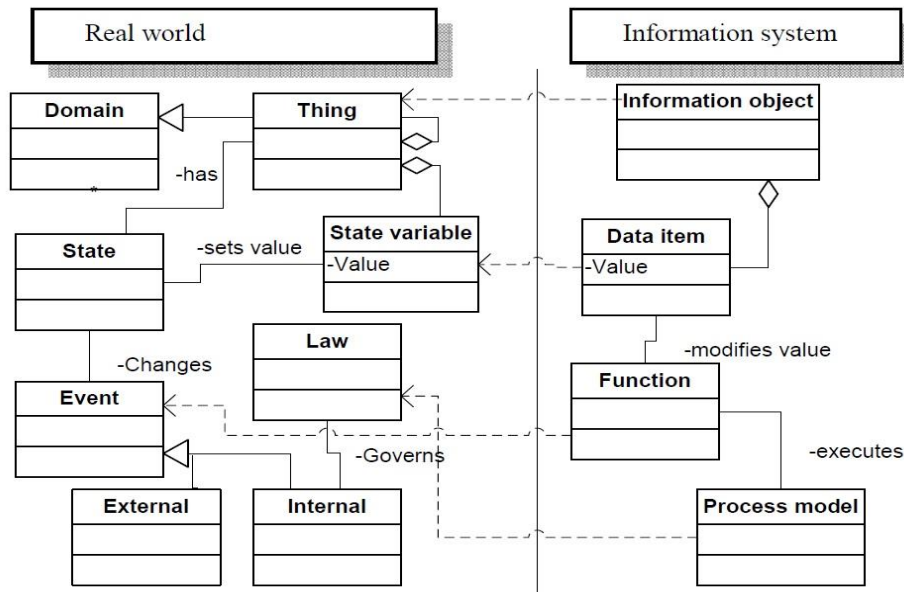 Real world
Information system
Domain
Thing
Information object
-has
*
State
-sets value
State variable
-Value
Data item
-Value
Law
-Changes
-modifies value
Event
Function
-Governs
-executes
External
Internal
Process model